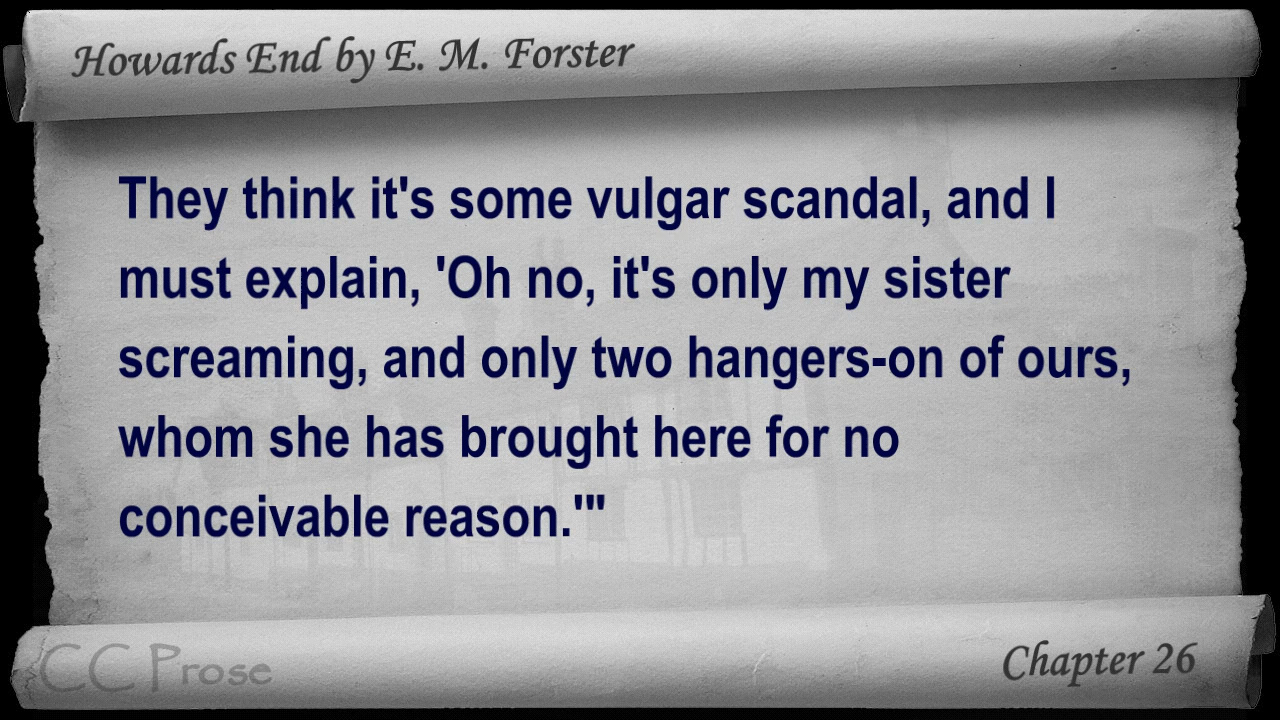 Howards End by E. M. Forster
They think it's some vulgar scandal, and I
must explain, 'Oh no, it's only my sister
screaming, and only two hangers-on of ours,
whom she has brought here for no
conceivable reason.'"
CC Prose
Chapter 26